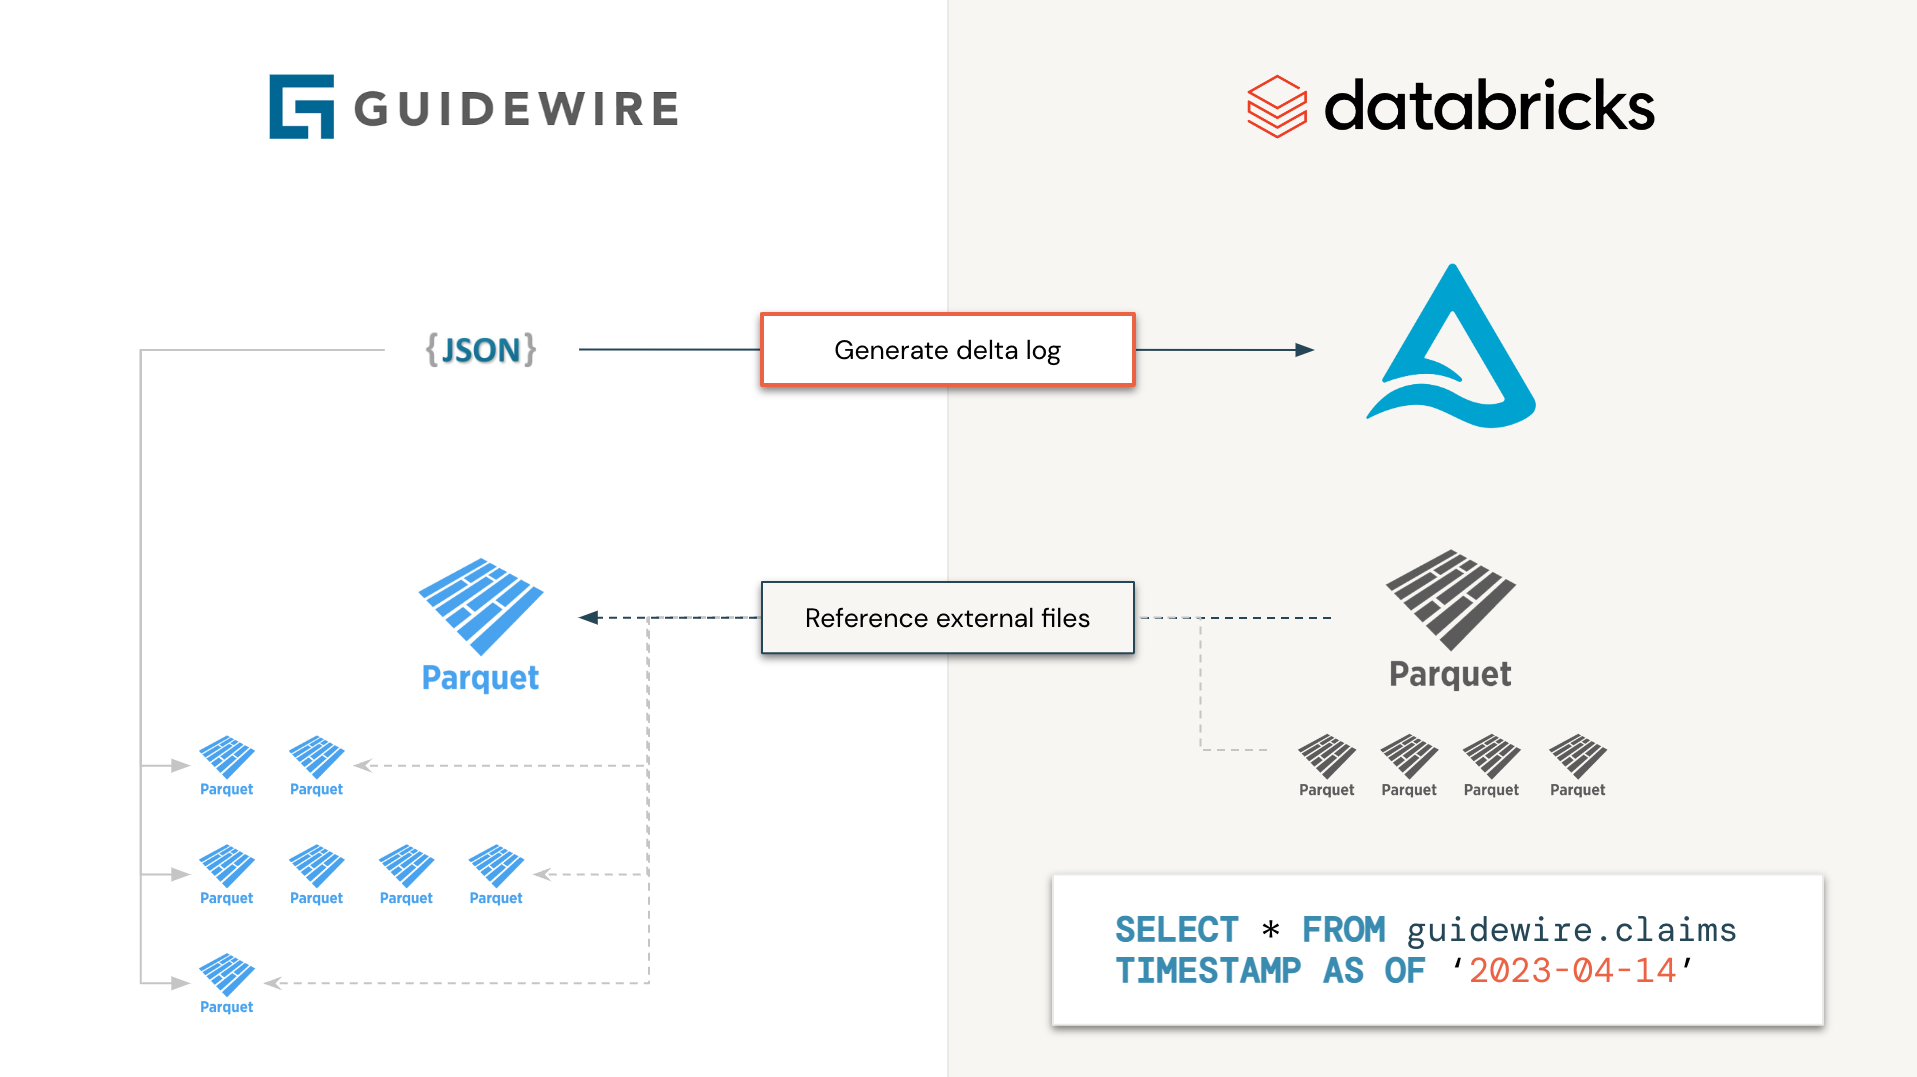 GUIDEWIRE
databricks
{JSON}
Generate delta log
Parquet
Reference external files
Parquet
Parquet
Parquet
Parquet
Parquet
Parquet
Parquet
Parquet
Parquet
Parquet
Parquet
Parquet
Parquet
SELECT * FROM guidewire.claims
TIMESTAMP AS OF ‘2023-04-14’